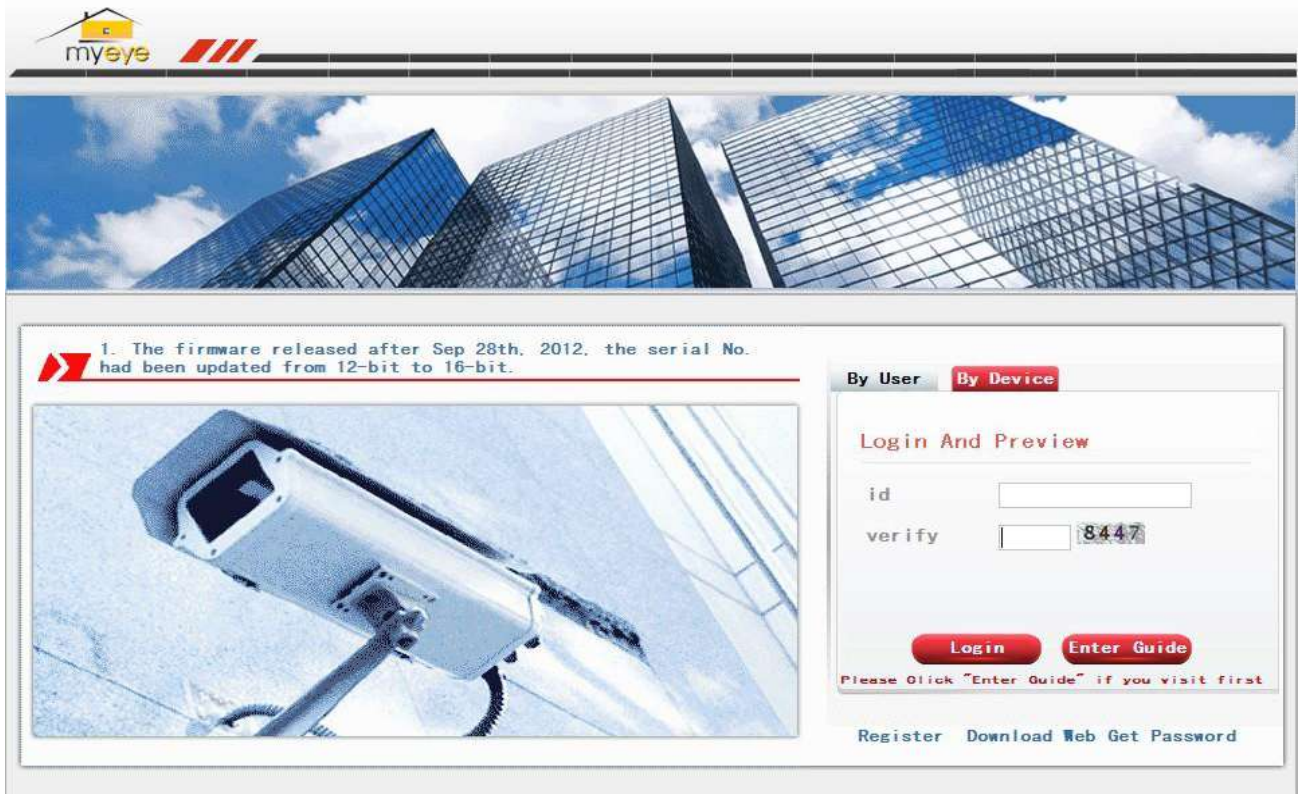 myeye
1. The firmware released after Sep 28th, 2012, the serial No.
had been updated from 12-bit to 16-bit.
By User By Device
Login And Preview
id
verify 8447
Login Enter Guide
Please Click "Enter Guide" if you visit first
Register Download Web Get Password